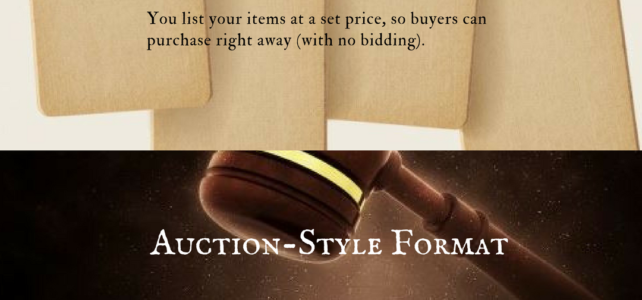 You list your items at a set price, so buyers can
purchase right away (with no bidding).
Auction-Style Format